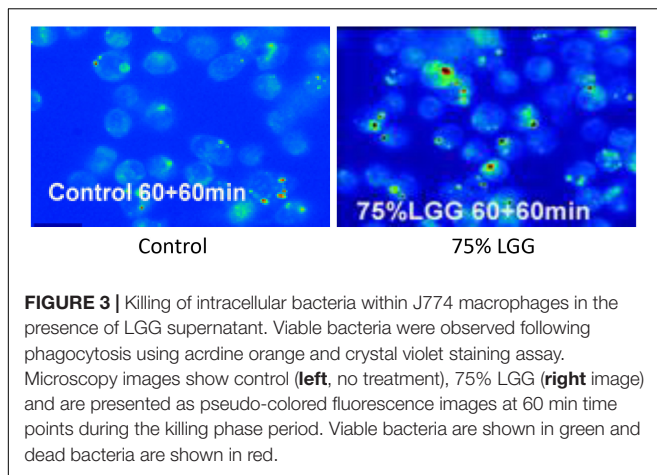 Control 60+60min
75%LGG 60+60min
Control
75% LGG
FIGURE 3 | Killing of intracellular bacteria within J774 macrophages in the
presence of LGG supernatant. Viable bacteria were observed following
phagocytosis using acrdine orange and crystal violet staining assay.
Microscopy images show control (left, no treatment), 75% LGG (right image)
and are presented as pseudo-colored fluorescence images at 60 min time
points during the killing phase period. Viable bacteria are shown in green and
dead bacteria are shown in red.